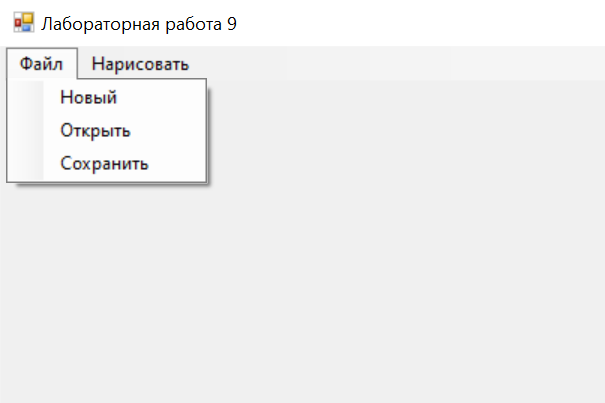 Лабораторная работа 9
Файл Нарисовать
Новый
Открыть
Сохранить